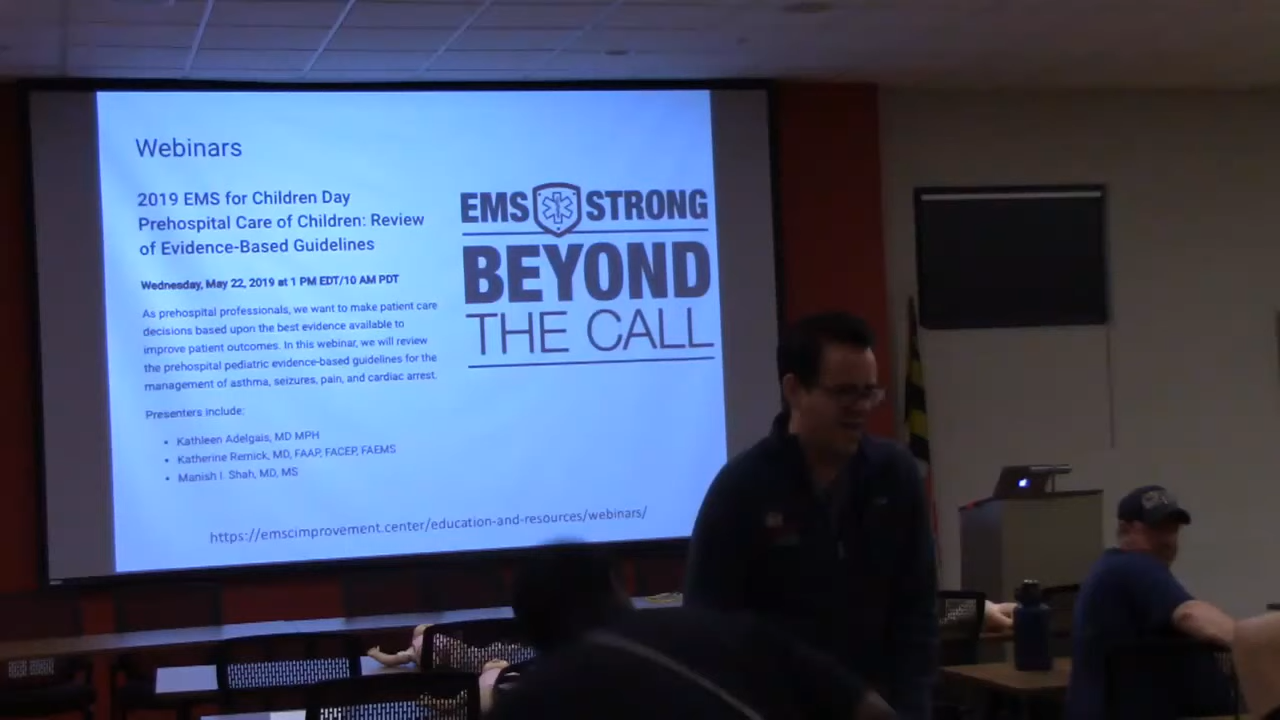 Webinars
2019 EMS for Children Day
Prehospital Care of Children: Review
of Evidence-Based Guidelines
Wednesday, May 22, 2019 at 1 PM EDT/10 AM PDT
As prehospital professionals, we want to make patient care
decisions based upon the best evidence available to
improve patient outcomes. In this webinar, we will review
the prehospital pediatric evidence-based guidelines for the
management of asthma, seizures, pain, and cardiac arrest.
Presenters include:
• Kathleen Adelgais, MD MPH
• Katherine Remick, MD, FAAP, FACEP, FAEMS
• Manish I. Shah, MD, MS
EMS STRONG
BEYOND
THE CALL
https://emscimprovement.center/education-and-resources/webinars/